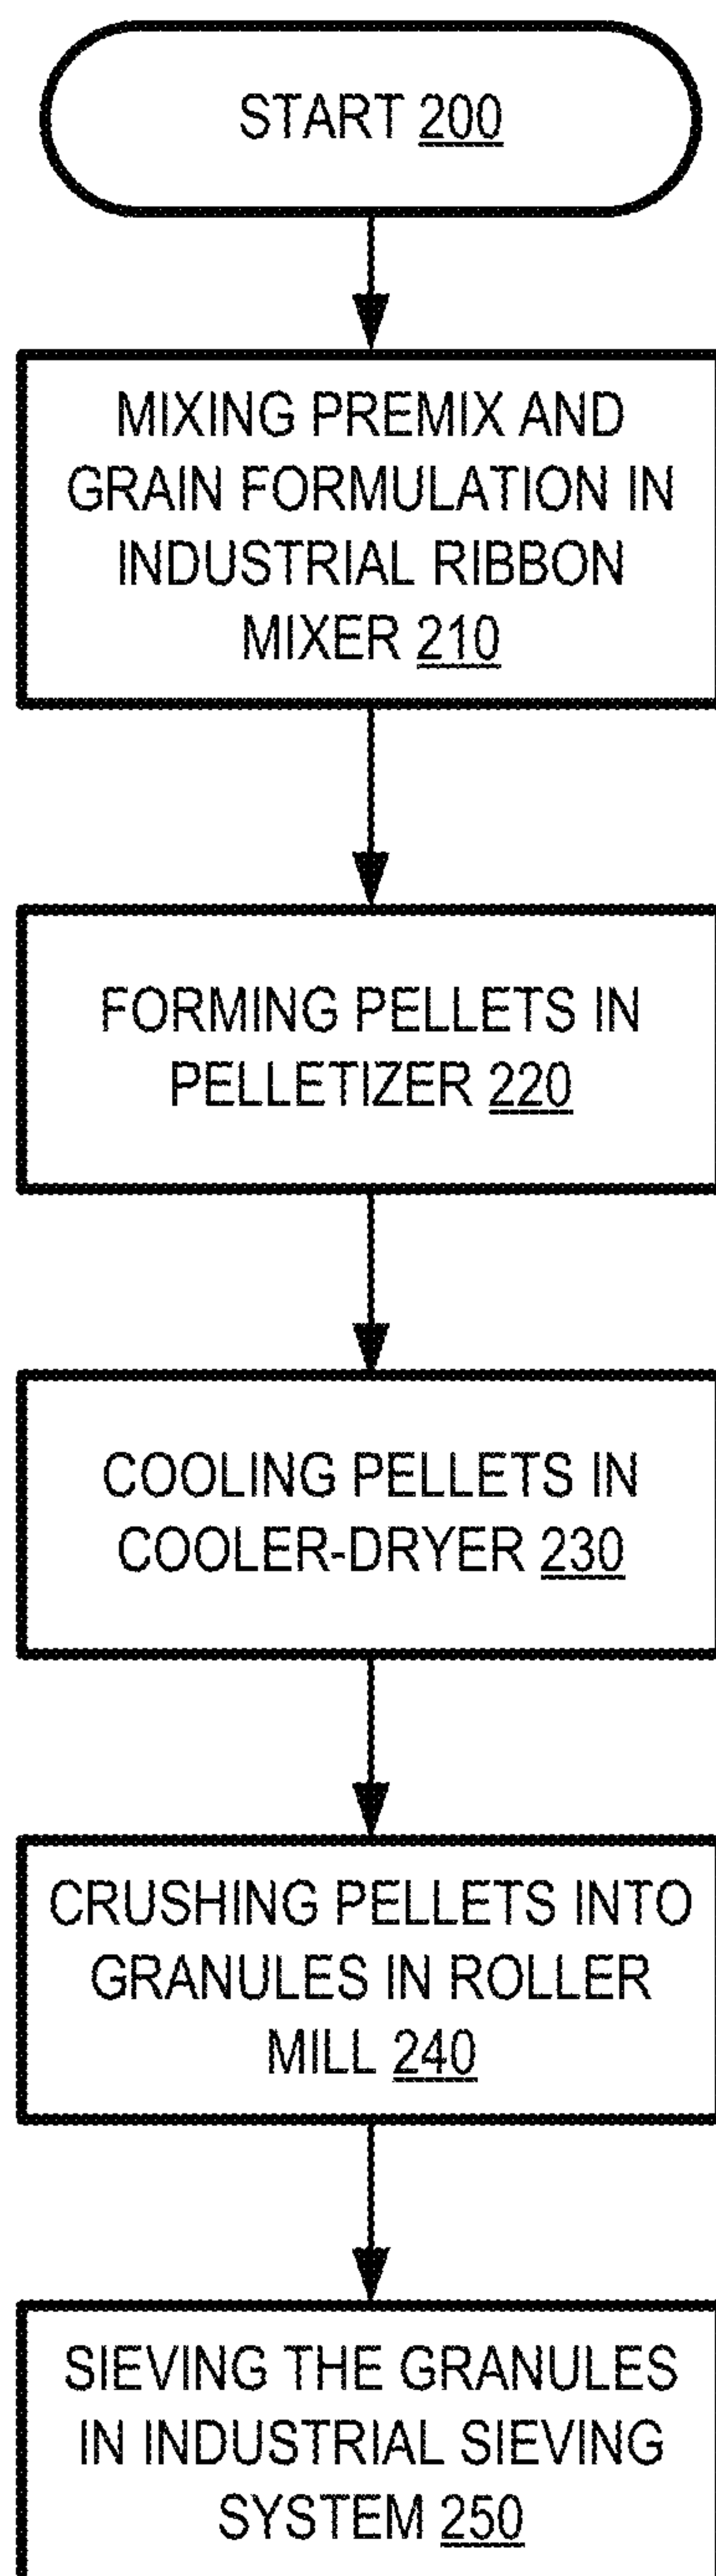 START 200
MIXING PREMIX AND
GRAIN FORMULATION IN
INDUSTRIAL RIBBON
MIXER 210
FORMING PELLETS IN
PELLETIZER 220
COOLING PELLETS IN
COOLER-DRYER 230
CRUSHING PELLETS INTO
GRANULES IN ROLLER
MILL 240
SIEVING THE GRANULES
IN INDUSTRIAL SIEVING
SYSTEM 250